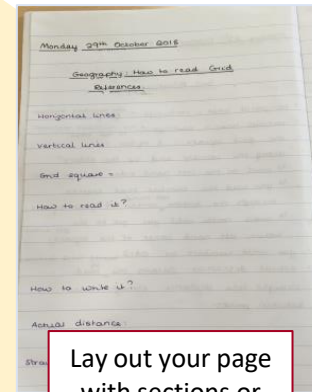 Monday 29th October 2018
Geography: How to read Grid
References.
Horizontal lines
Vertical lines
Grid square =
How to read it?
How to write it?
Actual distance:
Lay out your page
with sections or